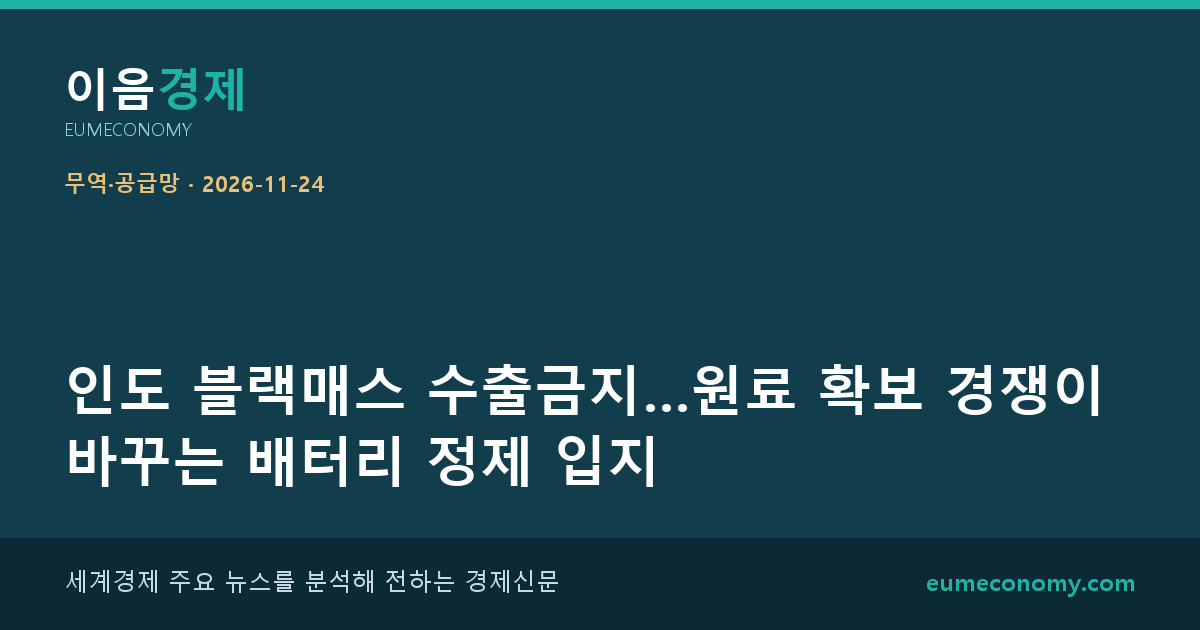 이음경제
EUMECONOMY
무역·공급망 · 2026-11-24
인도 블랙매스 수출금지…원료 확보 경쟁이
바꾸는 배터리 정제 입지
세계경제 주요 뉴스를 분석해 전하는 경제신문
eumeconomy.com